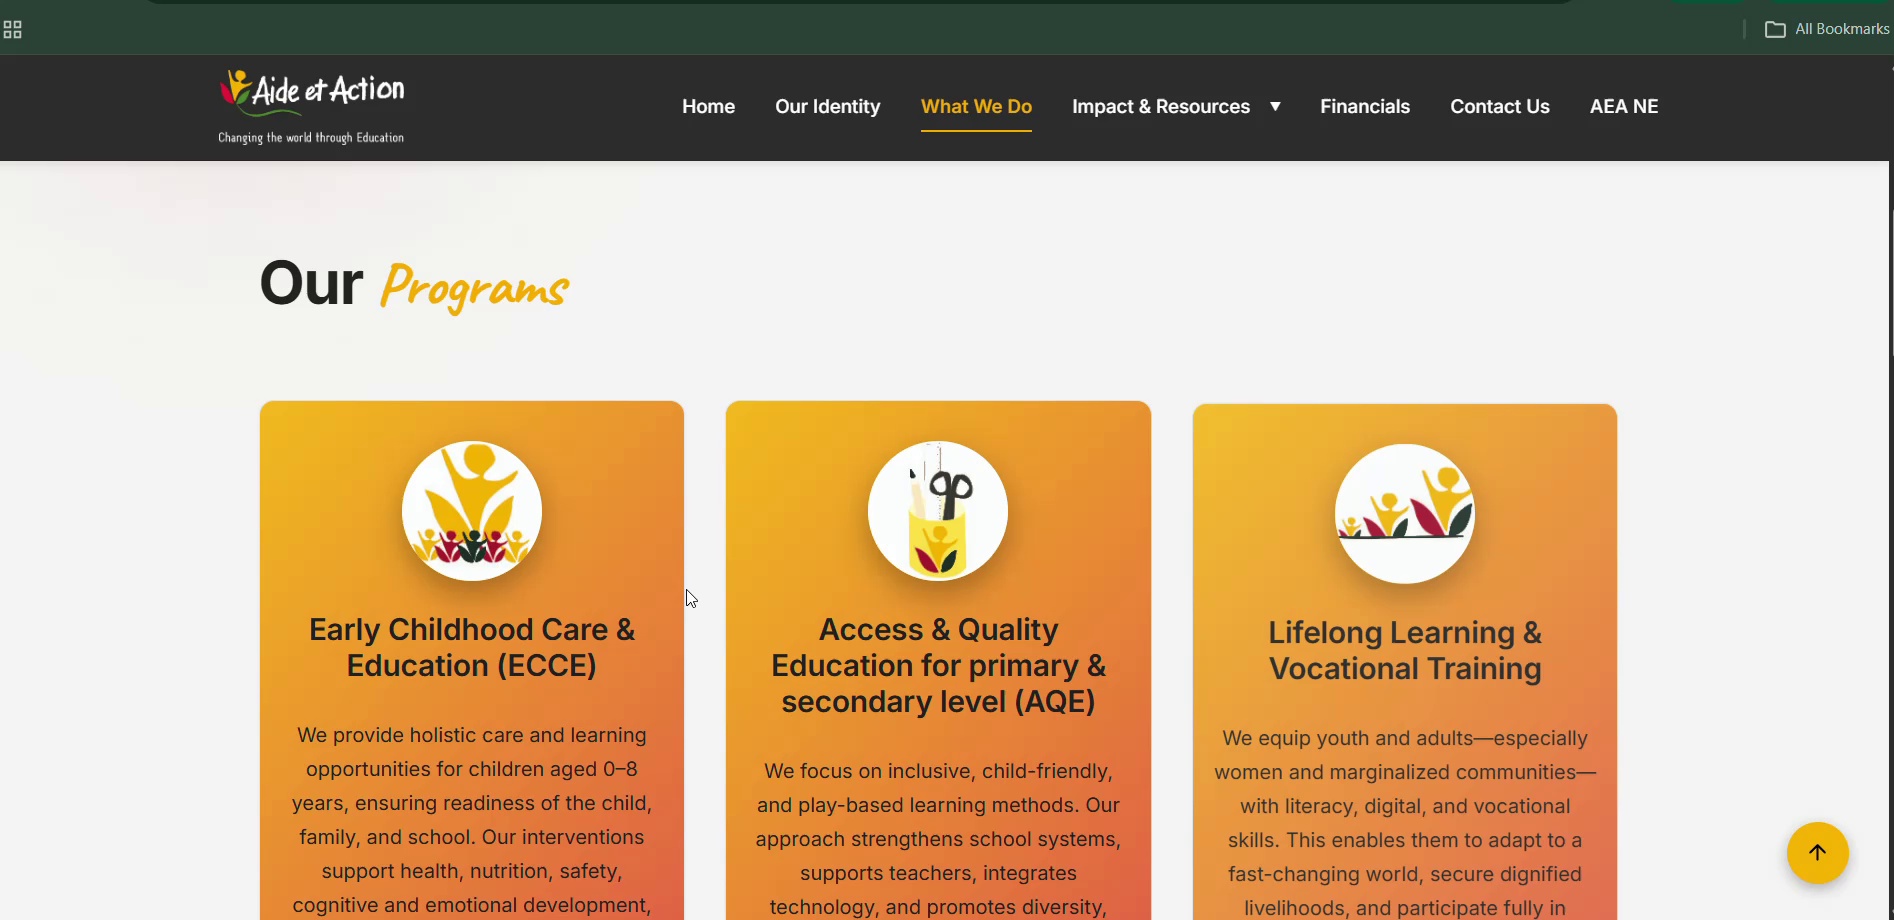 All Bookmarks
Aide et Action
Changing the world through Education
Home
Our Identity
What We Do
Impact & Resources ▼
Financials
Contact Us
AEA NE
Our Programs
Early Childhood Care &
Education (ECCE)
We provide holistic care and learning
opportunities for children aged 0–8
years, ensuring readiness of the child,
family, and school. Our interventions
support health, nutrition, safety,
cognitive and emotional development,
Access & Quality
Education for primary &
secondary level (AQE)
We focus on inclusive, child-friendly,
and play-based learning methods. Our
approach strengthens school systems,
supports teachers, integrates
technology, and promotes diversity,
Lifelong Learning &
Vocational Training
We equip youth and adults—especially
women and marginalized communities—
with literacy, digital, and vocational
skills. This enables them to adapt to a
fast-changing world, secure dignified
livelihoods, and participate fully in